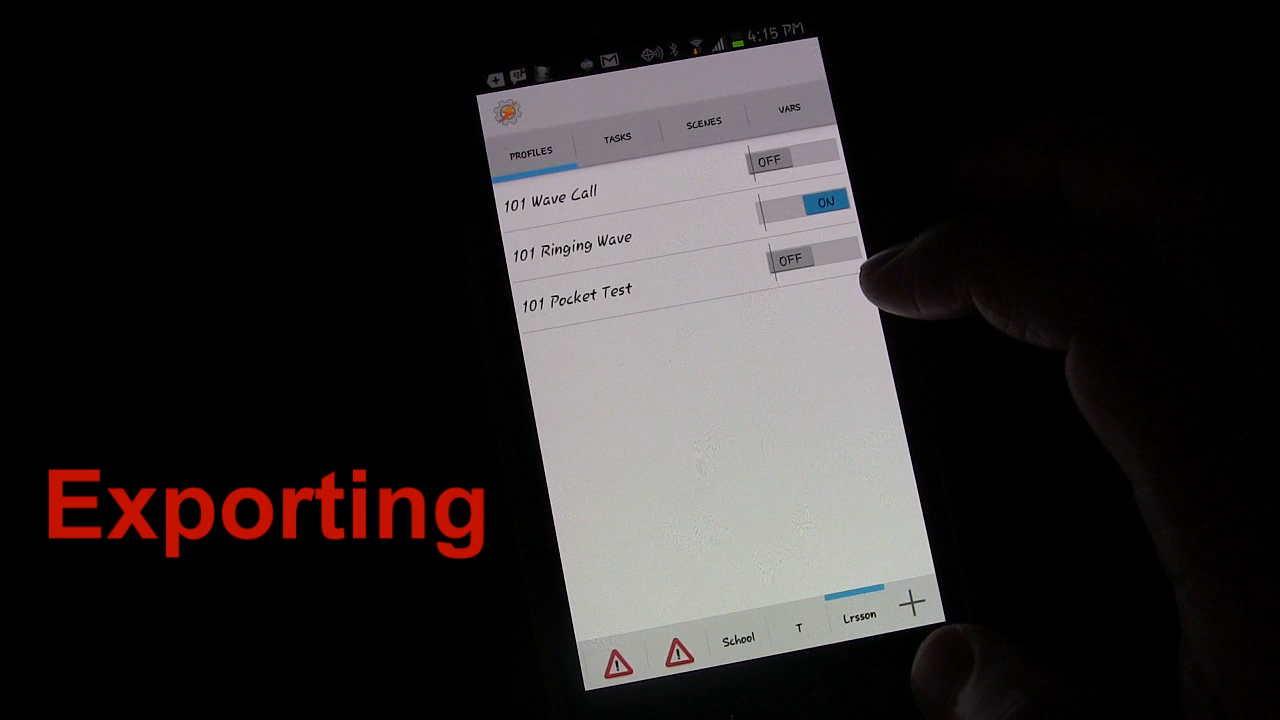 4:15 PM
PROFILES TASKS SCENES VARS
101 Wave Call OFF
101 Ringing Wave ON
101 Pocket Test OFF
Exporting
! ! School T Lrsson +